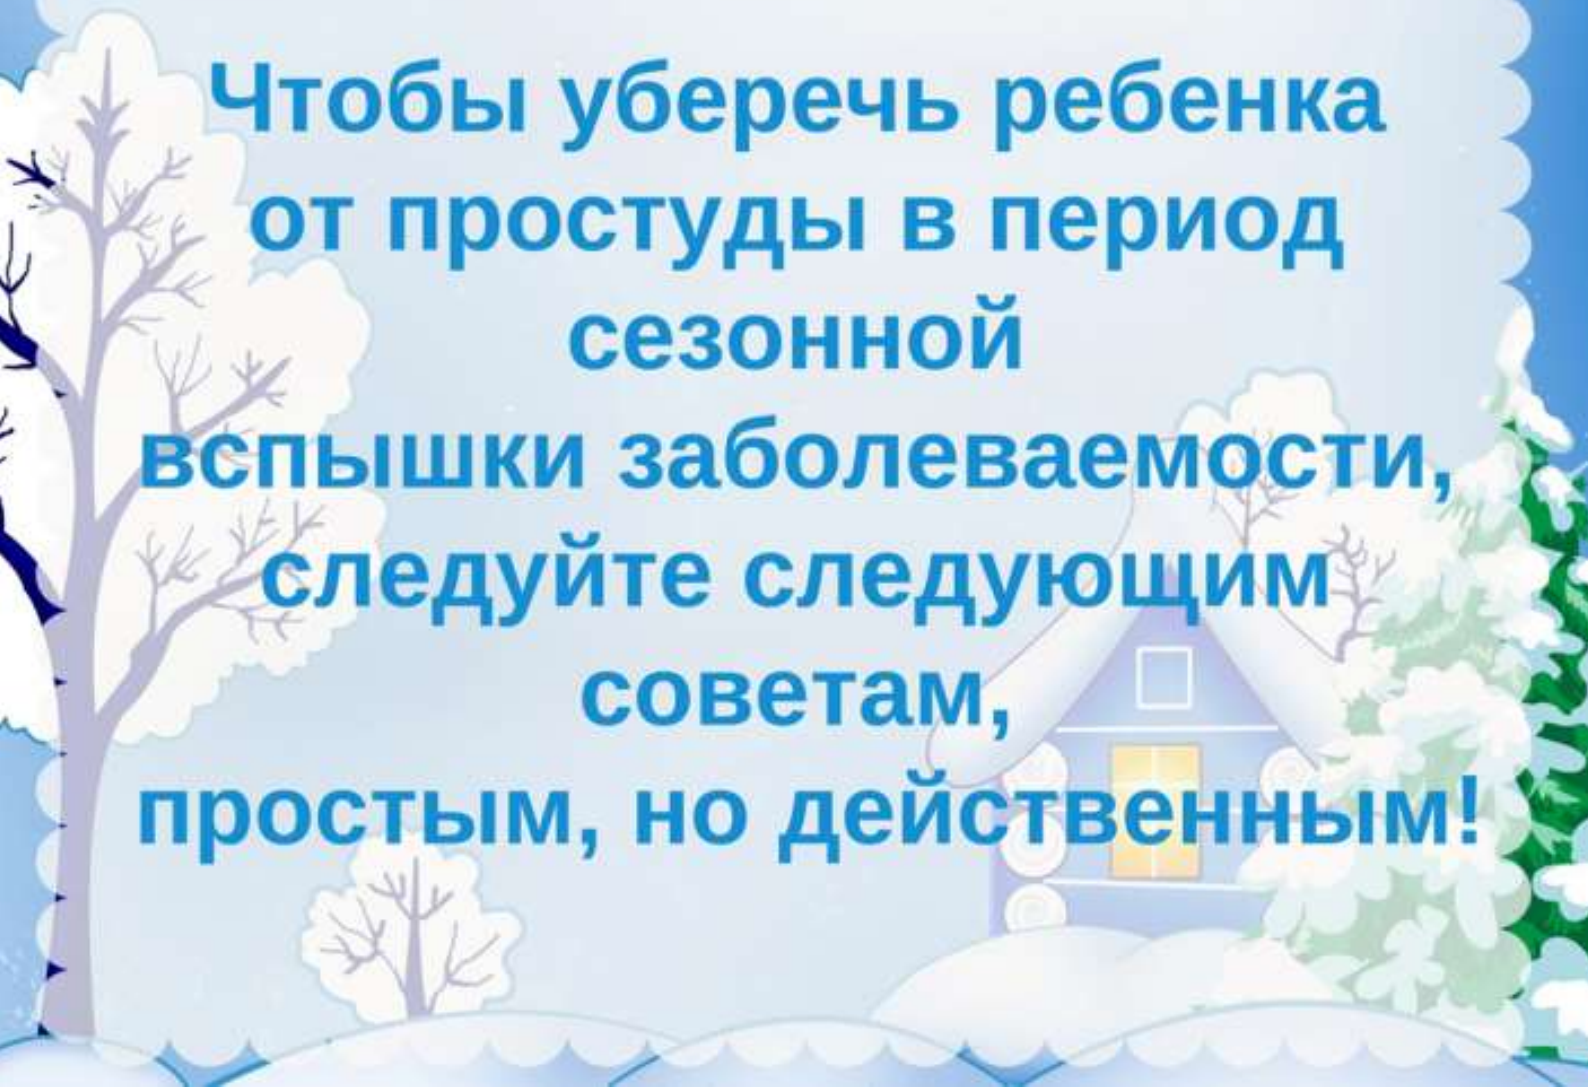 Чтобы уберечь ребенка
от простуды в период
сезонной
вспышки заболеваемости,
следуйте следующим
советам,
простым, но действенным!